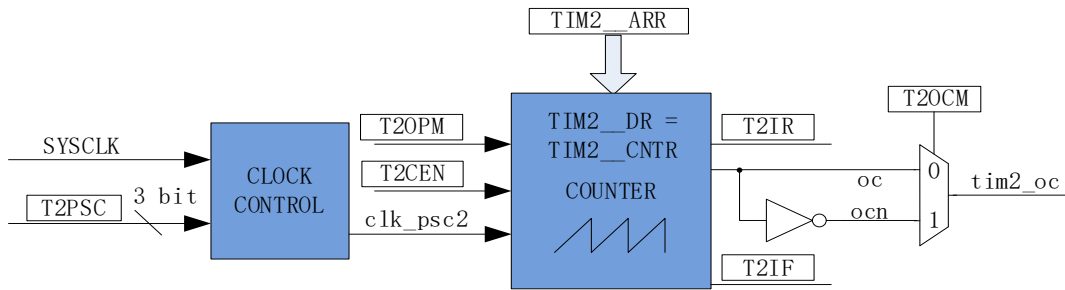 TIM2__ARR
T2OCM
T2OPM
TIM2__DR =
T2IR
SYSCLK
TIM2__CNTR
T2CEN
0
CLOCK
oc
tim2_oc
T2PSC
3 bit
COUNTER
CONTROL
clk_psc2
ocn
1
T2IF